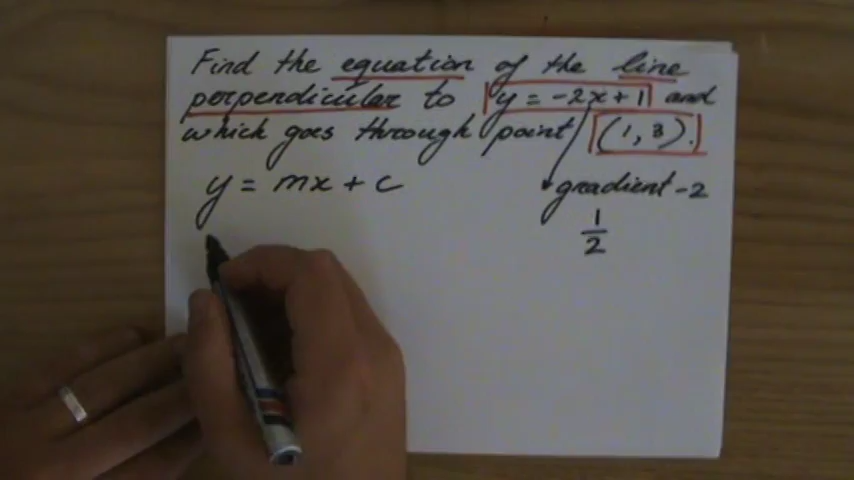 Find the equation of the line
perpendicular to y = -2x + 1 and
which goes through point (1, 3).
y = mx + c
gradient -2
1
2